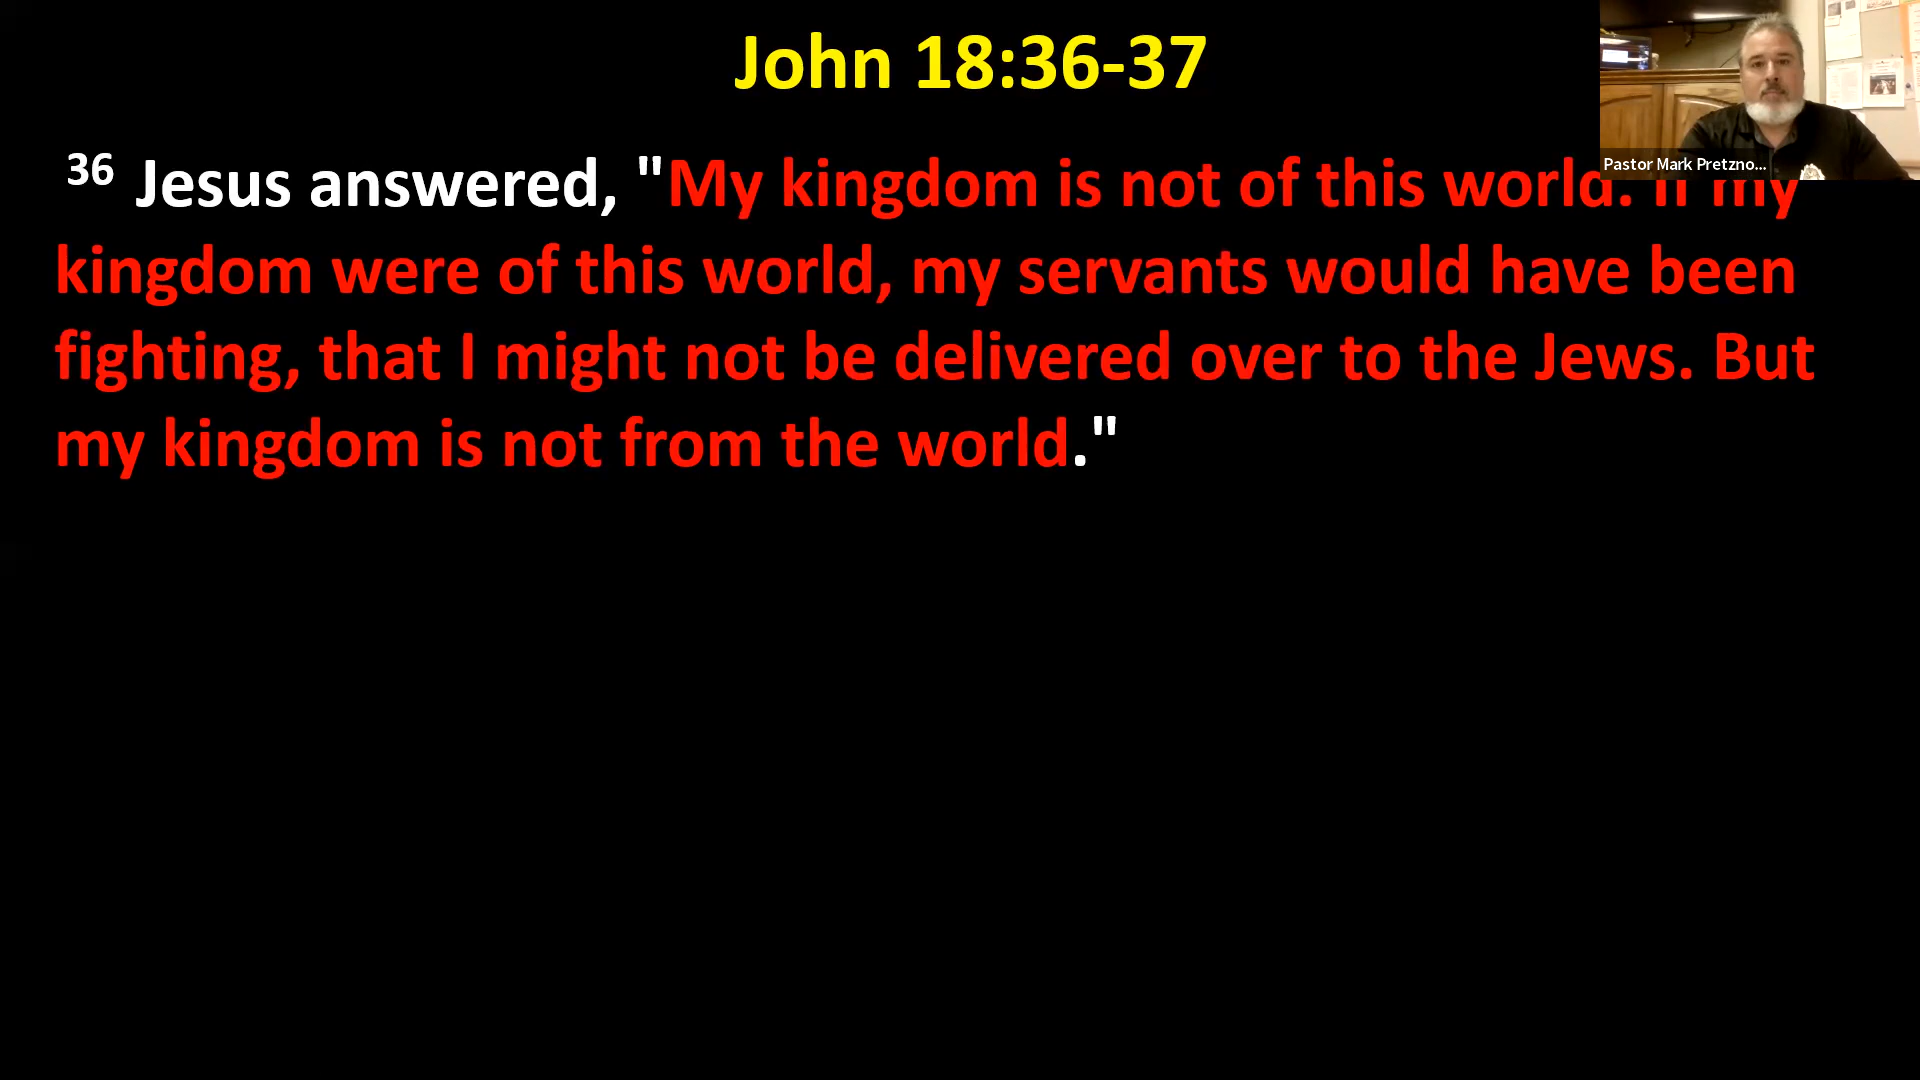 John 18:36-37
36 Jesus answered, "My kingdom is not of this world. If my
kingdom were of this world, my servants would have been
fighting, that I might not be delivered over to the Jews. But
my kingdom is not from the world."
Pastor Mark Pretzno...